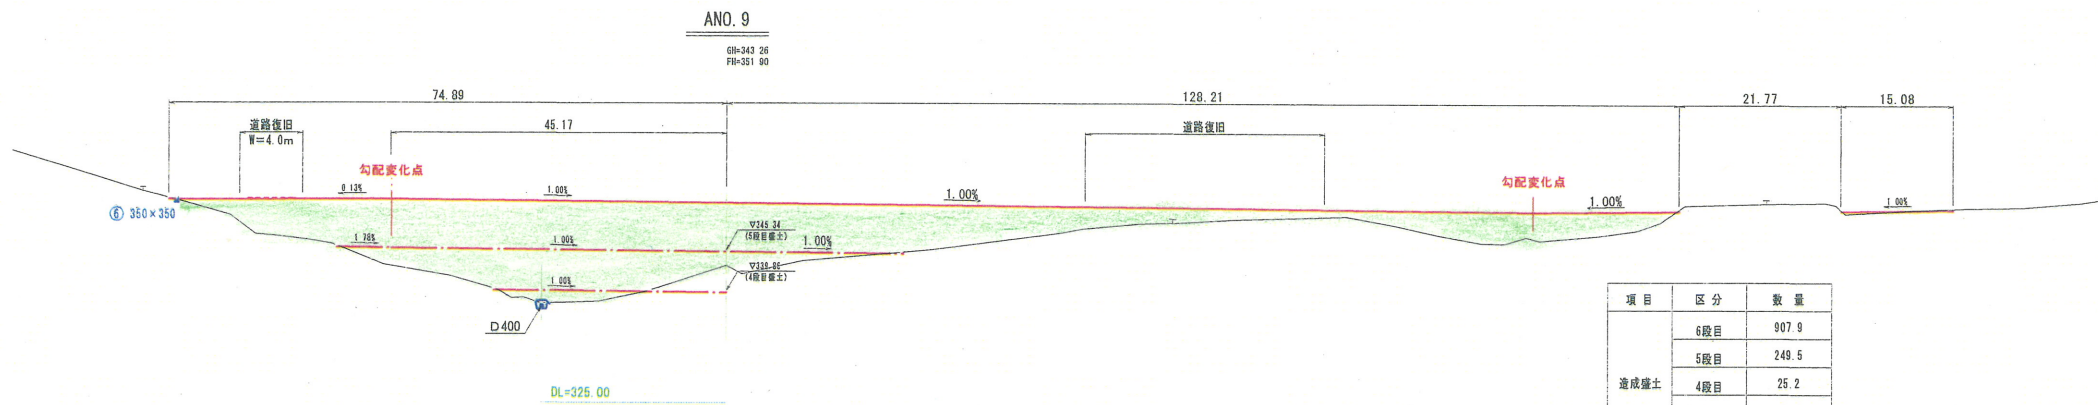 ANO. 9
GH=343 26
FH=351 90
74.89
128.21
21.77
15.08
道路復旧
W=4.0m
45.17
道路復旧
勾配変化点
勾配変化点
0.13%
1.00%
1.00%
1.00%
1.00%
⑥ 350×350
1.78%
1.00%
▽345 34
(5段目盛土)
1.00%
1.00%
(4段目盛土)
D400
DL=325.00
項 目
区 分
数 量
6段目
907.9
5段目
249.5
造成盛土
4段目
25.2